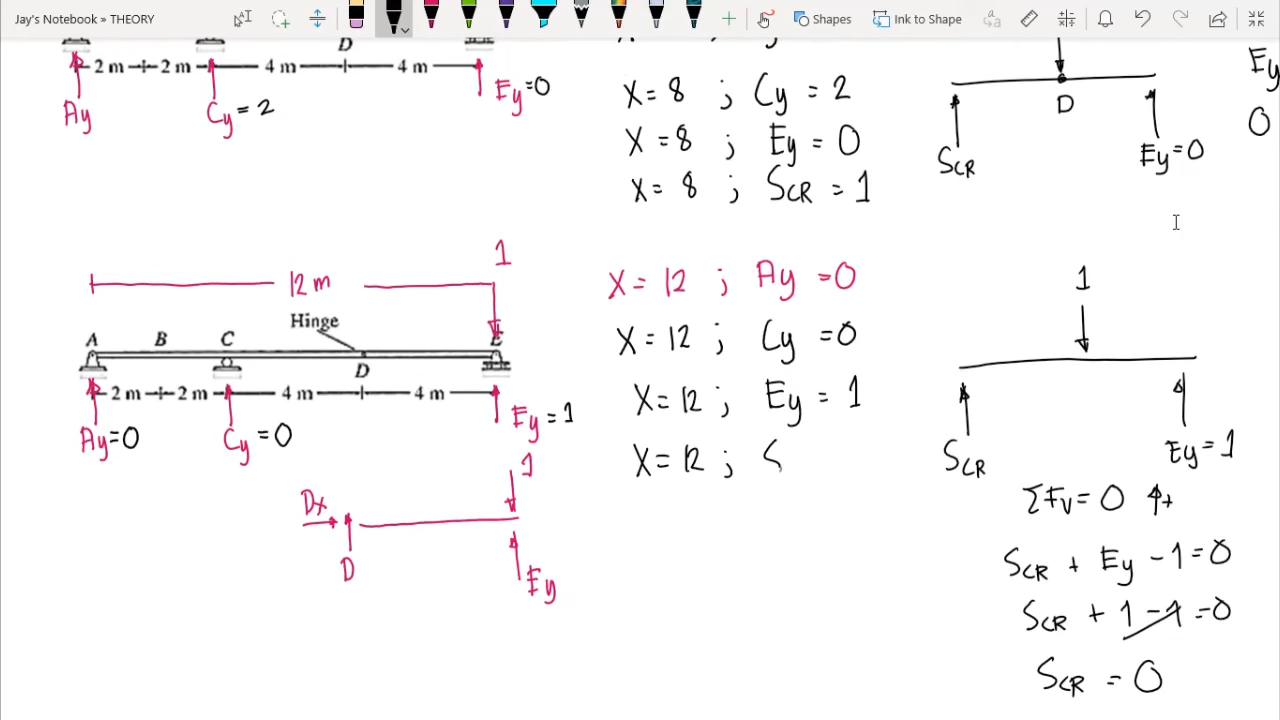 Jay's Notebook » THEORY
Shapes
Ink to Shape
D
2 m 2 m 4 m 4 m
Ay
Cy = 2
Ey=0
X=8 ; Cy = 2
X=8 ; Ey = 0
X= 8 ; SCR = 1
D
SCR
Ey=0
Ey
0
12 m
1
Hinge
A B C D E
2 m 2 m 4 m 4 m
Ay=0
Cy =0
Ey = 1
Dx
D
1
Ey
X= 12 ; Ay =0
X= 12 ; Cy =0
X=12 ; Ey = 1
X=12 ; S
1
SCR
Ey=1
ΣFv=0 ↑+
SCR + Ey -1=0
SCR + 1 -1 =0
SCR = 0